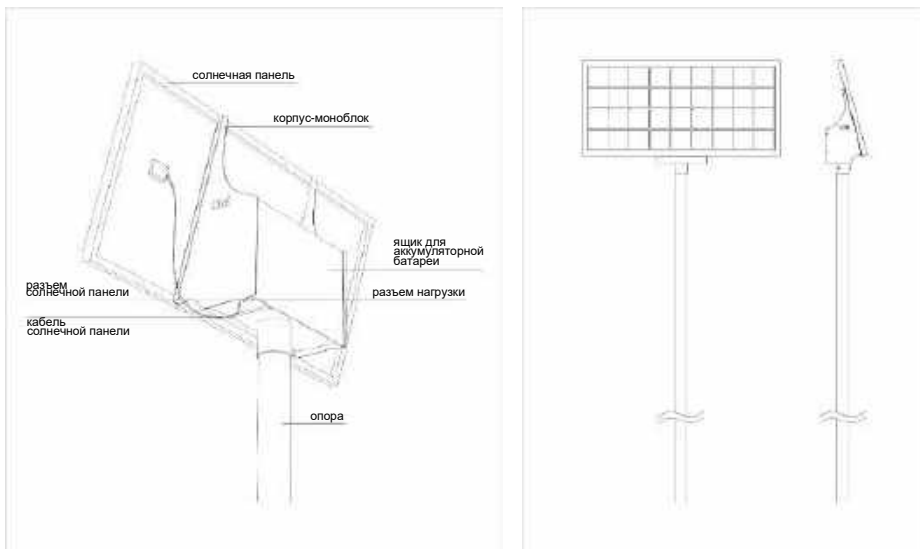 солнечная панель
корпус-моноблок
ящик для
аккумуляторной
батареи
разъем
солнечной панели
разъем нагрузки
кабель
солнечной панели
опора